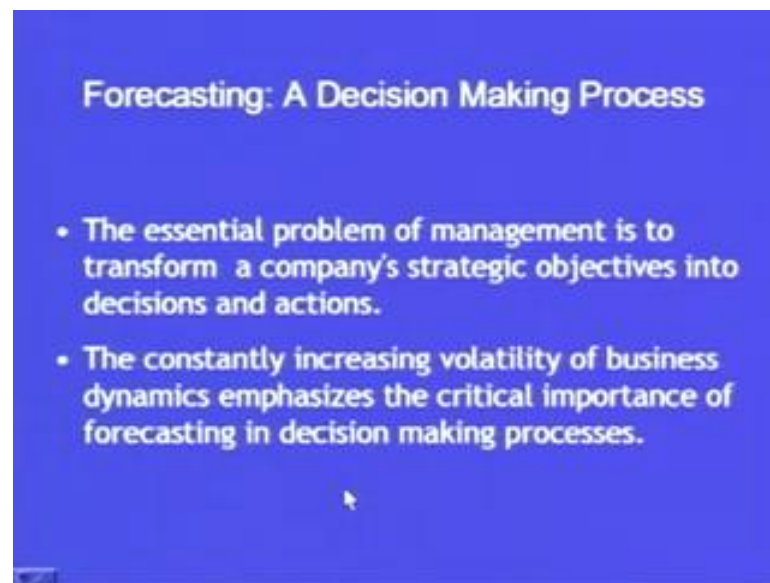 Forecasting: A Decision Making Process
• The essential problem of management is to
transform a company's strategic objectives into
decisions and actions.
• The constantly increasing volatility of business
dynamics emphasizes the critical importance of
forecasting in decision making processes.